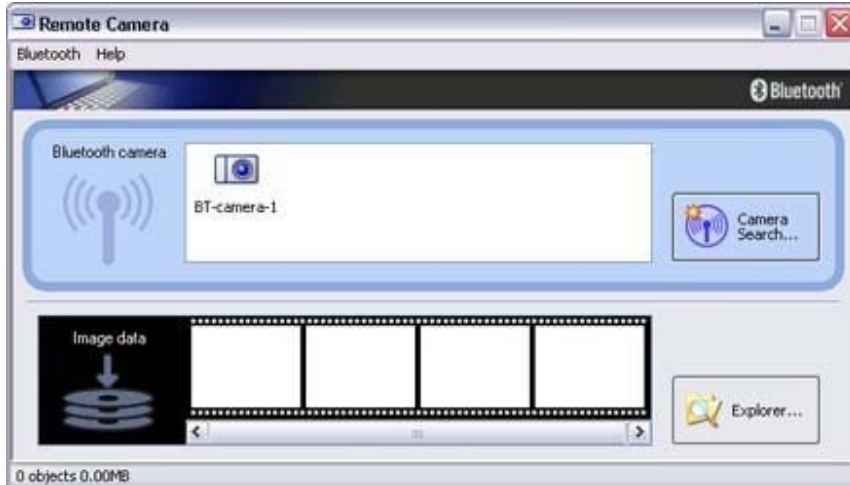 Remote Camera
Bluetooth Help
Bluetooth
Bluetooth camera
BT-camera-1
Camera
Search...
Image data
Explorer...
0 objects 0.00MB